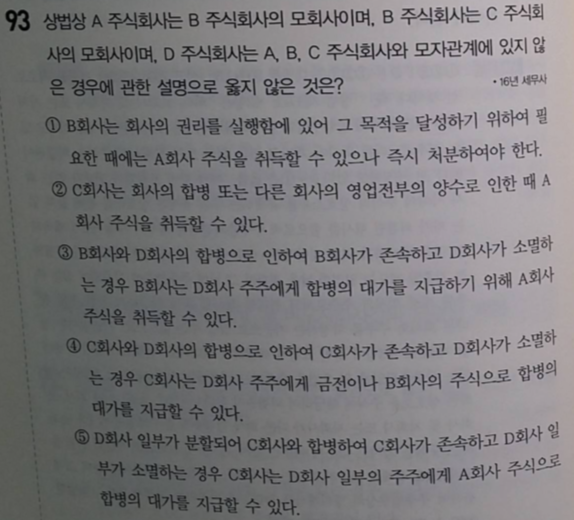 93 상법상 A 주식회사는 B 주식회사의 모회사이며, B 주식회사는 C 주식회
사의 모회사이며, D 주식회사는 A, B, C 주식회사와 모자관계에 있지 않
은 경우에 관한 설명으로 옳지 않은 것은? • 16년 세무사
① B회사는 회사의 권리를 실행함에 있어 그 목적을 달성하기 위하여 필
요한 때에는 A회사 주식을 취득할 수 있으나 즉시 처분하여야 한다.
② C회사는 회사의 합병 또는 다른 회사의 영업전부의 양수로 인한 때 A
회사 주식을 취득할 수 있다.
③ B회사와 D회사의 합병으로 인하여 B회사가 존속하고 D회사가 소멸하
는 경우 B회사는 D회사 주주에게 합병의 대가를 지급하기 위해 A회사
주식을 취득할 수 있다.
④ C회사와 D회사의 합병으로 인하여 C회사가 존속하고 D회사가 소멸하
는 경우 C회사는 D회사 주주에게 금전이나 B회사의 주식으로 합병의
대가를 지급할 수 있다.
⑤ D회사 일부가 분할되어 C회사와 합병하여 C회사가 존속하고 D회사 일
부가 소멸하는 경우 C회사는 D회사 일부의 주주에게 A회사 주식으로
합병의 대가를 지급할 수 있다.